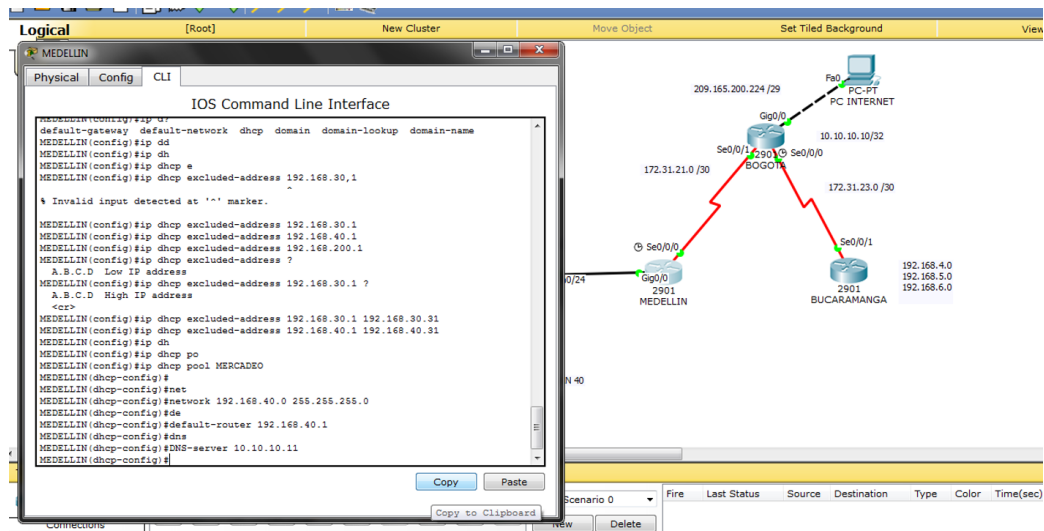 Logical
[Root]
New Cluster
Move Object
Set Tiled Background
View
MEDELLIN
Physical
Config
CLI
IOS Command Line Interface
MEDELLIN(config)#ip d?
default-gateway default-network dhcp domain domain-lookup domain-name
MEDELLIN(config)#ip dd
MEDELLIN(config)#ip dh
MEDELLIN(config)#ip dhcp e
MEDELLIN(config)#ip dhcp excluded-address 192.168.30,1
^
% Invalid input detected at '^' marker.
MEDELLIN(config)#ip dhcp excluded-address 192.168.30.1
MEDELLIN(config)#ip dhcp excluded-address 192.168.40.1
MEDELLIN(config)#ip dhcp excluded-address 192.168.200.1
MEDELLIN(config)#ip dhcp excluded-address ?
A.B.C.D Low IP address
MEDELLIN(config)#ip dhcp excluded-address 192.168.30.1 ?
A.B.C.D High IP address
<cr>
MEDELLIN(config)#ip dhcp excluded-address 192.168.30.1 192.168.30.31
MEDELLIN(config)#ip dhcp excluded-address 192.168.40.1 192.168.40.31
MEDELLIN(config)#ip dh
MEDELLIN(config)#ip dhcp po
MEDELLIN(config)#ip dhcp pool MERCADEO
MEDELLIN(dhcp-config)#
MEDELLIN(dhcp-config)#net
MEDELLIN(dhcp-config)#network 192.168.40.0 255.255.255.0
MEDELLIN(dhcp-config)#de
MEDELLIN(dhcp-config)#default-router 192.168.40.1
MEDELLIN(dhcp-config)#dns
MEDELLIN(dhcp-config)#DNS-server 10.10.10.11
MEDELLIN(dhcp-config)#
Copy
Paste
Copy to Clipboard
Fa0
PC-PT
PC INTERNET
209.165.200.224 /29
Gig0/0
10.10.10.10/32
Se0/0/1
2901
Se0/0/0
BOGOTA
172.31.21.0 /30
172.31.23.0 /30
Se0/0/0
Se0/0/1
0/24
Gig0/0
2901
MEDELLIN
2901
BUCARAMANGA
192.168.4.0
192.168.5.0
192.168.6.0
N 40
Scenario 0
Fire
Last Status
Source
Destination
Type
Color
Time(sec)
New
Delete
Connections